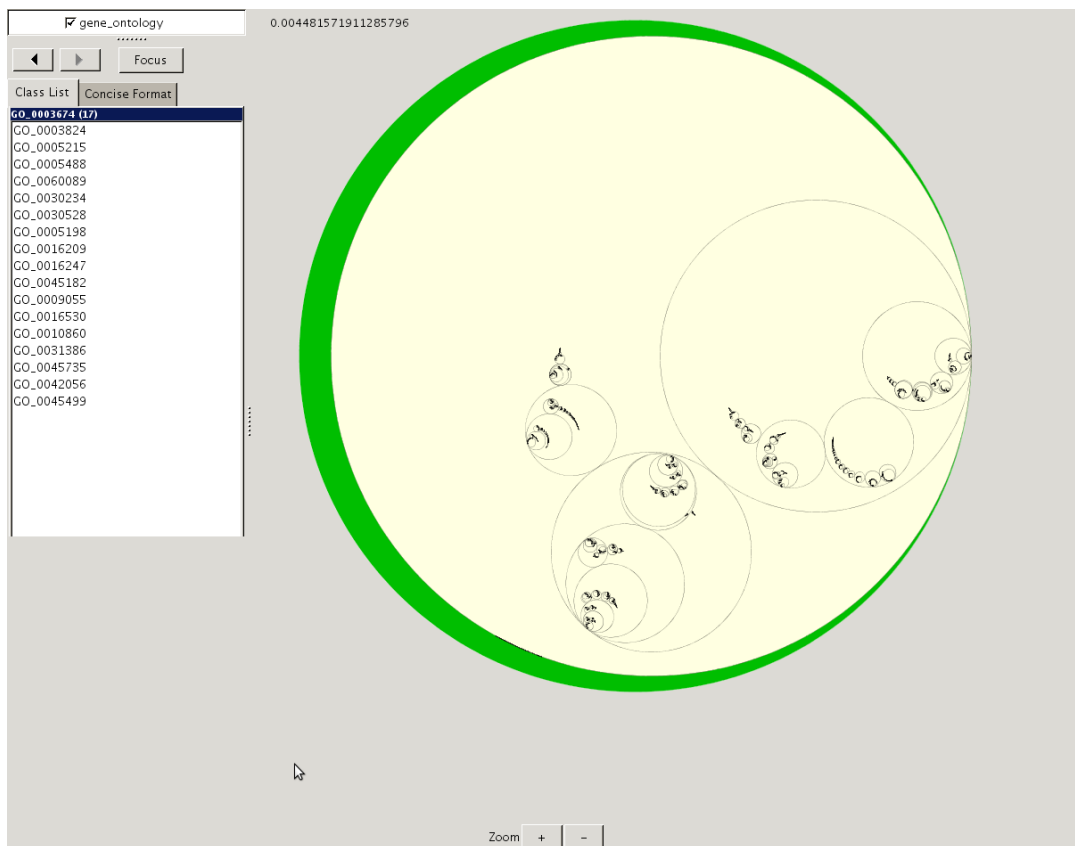 gene_ontology
0.004481571911285796
Focus
Class List
Concise Format
GO_0003674 (17)
GO_0003824
GO_0005215
GO_0005488
GO_0060089
GO_0030234
GO_0030528
GO_0005198
GO_0016209
GO_0016247
GO_0045182
GO_0009055
GO_0016530
GO_0010860
GO_0031386
GO_0045735
GO_0042056
GO_0045499
Zoom + −